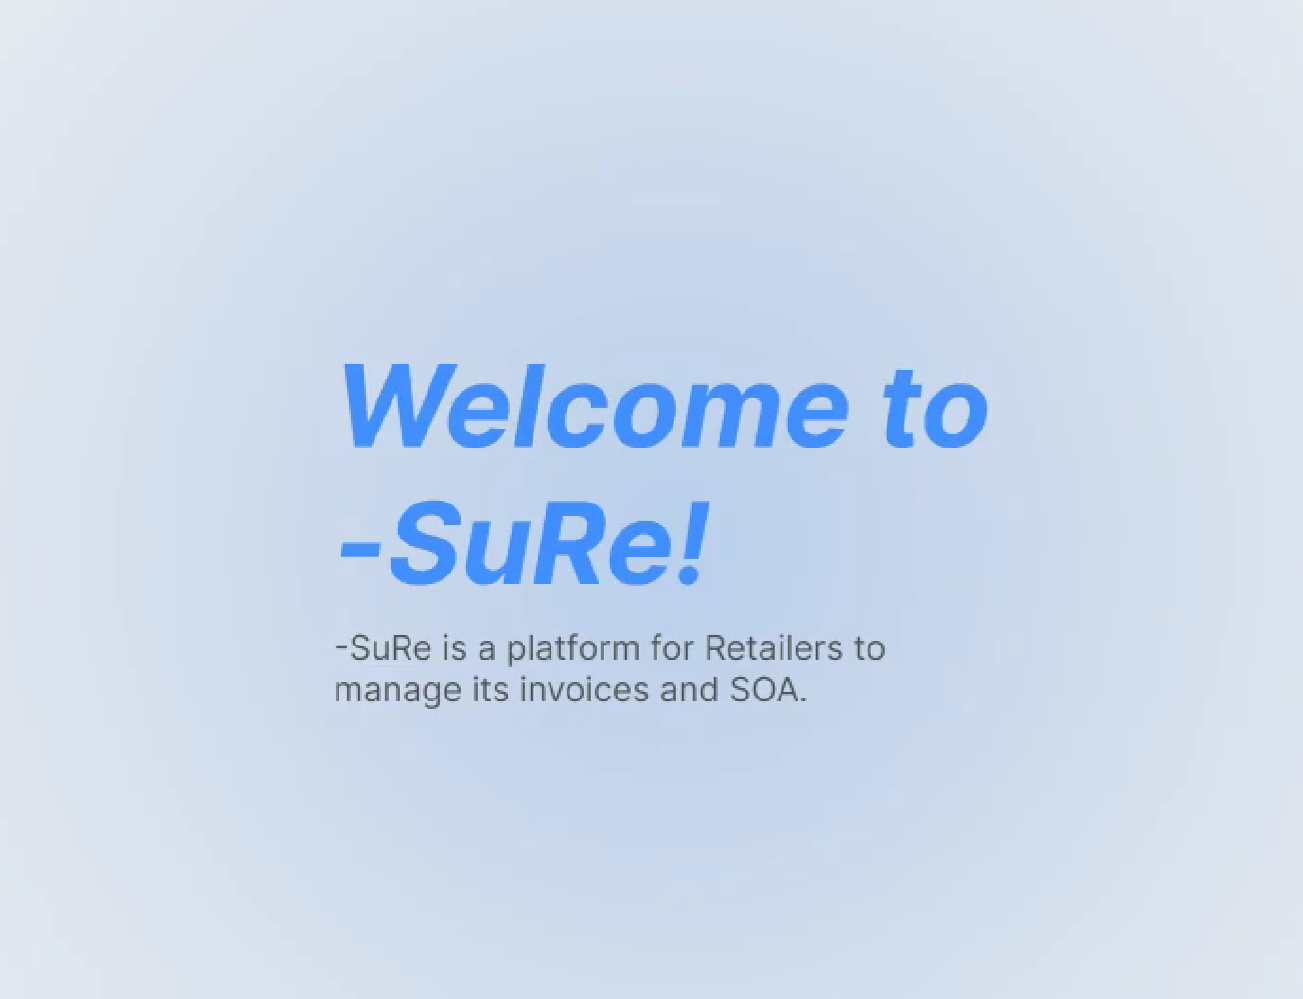 Welcome to
-SuRe!
-SuRe is a platform for Retailers to
manage its invoices and SOA.